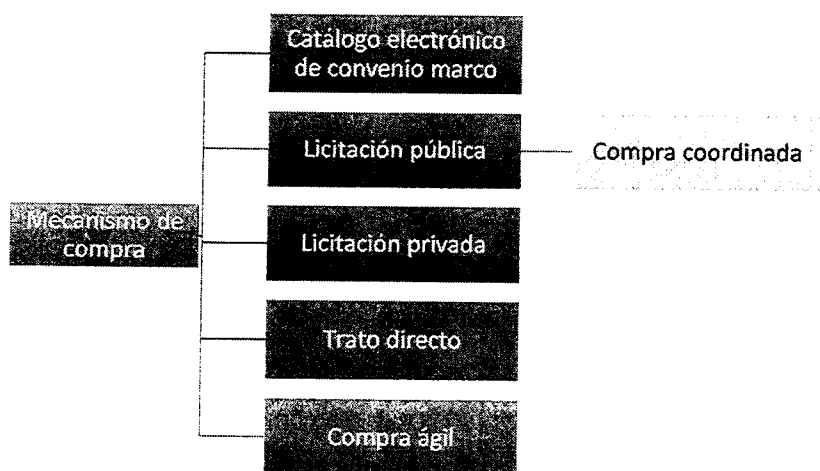 Catálogo electrónico
de convenio marco
Licitación pública
Compra coordinada
Mecanismo de
compra
Licitación privada
Trato directo
Compra ágil